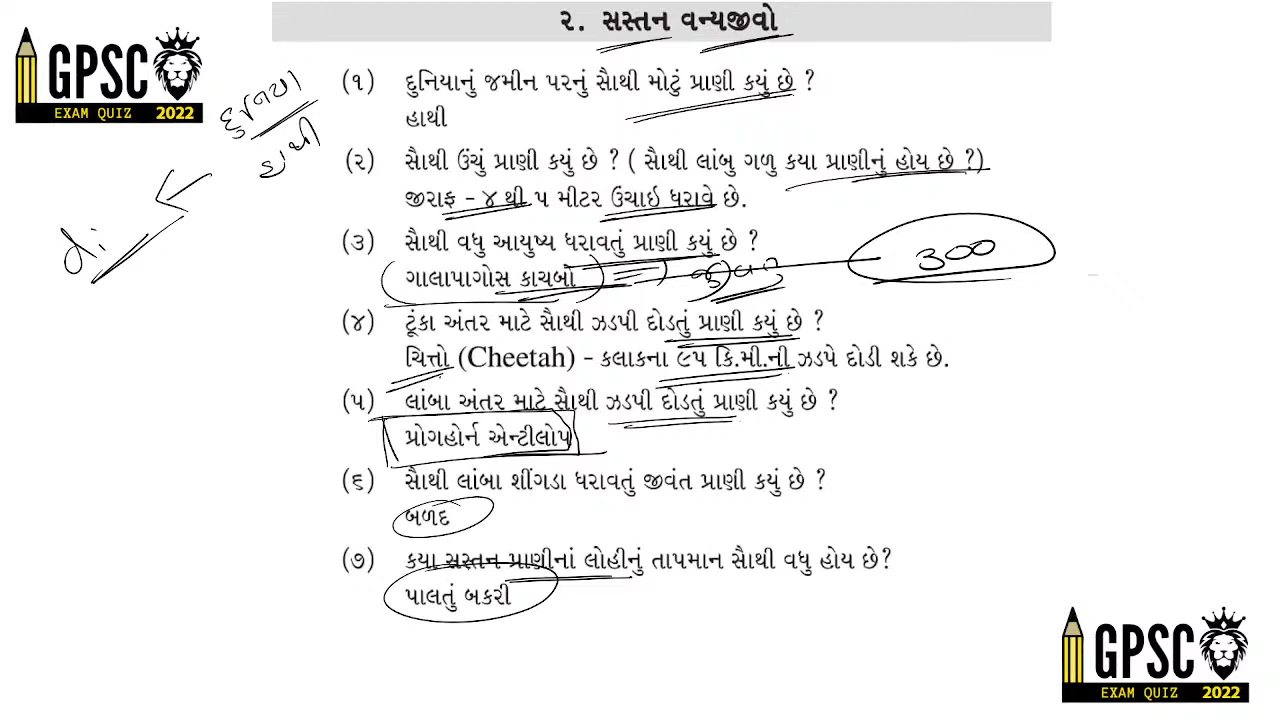 ૨. સસ્તન વન્યજીવો
GPSC
EXAM QUIZ 2022
(૧) દુનિયાનું જમીન પરનું સૌથી મોટું પ્રાણી કયું છે ?
હાથી
દુનિયા
હાથી
(૨) સૌથી ઉંચું પ્રાણી કયું છે ? ( સૌથી લાંબુ ગળુ કયા પ્રાણીનું હોય છે ?)
જીરાફ - ૪ થી ૫ મીટર ઉચાઇ ધરાવે છે.
(૩) સૌથી વધુ આયુષ્ય ધરાવતું પ્રાણી કયું છે ?
ગાલાપાગોસ કાચબો
300
(૪) ટૂંકા અંતર માટે સૌથી ઝડપી દોડતું પ્રાણી કયું છે ?
ચિત્તો (Cheetah) - કલાકના ૯૫ કિ.મી.ની ઝડપે દોડી શકે છે.
(૫) લાંબા અંતર માટે સૌથી ઝડપી દોડતું પ્રાણી કયું છે ?
પ્રોગહોર્ન એન્ટીલોપ
(૬) સૌથી લાંબા શીંગડા ધરાવતું જીવંત પ્રાણી કયું છે ?
બળદ
(૭) કયા સસ્તન પ્રાણીનાં લોહીનું તાપમાન સૌથી વધુ હોય છે?
પાલતું બકરી
GPSC
EXAM QUIZ 2022